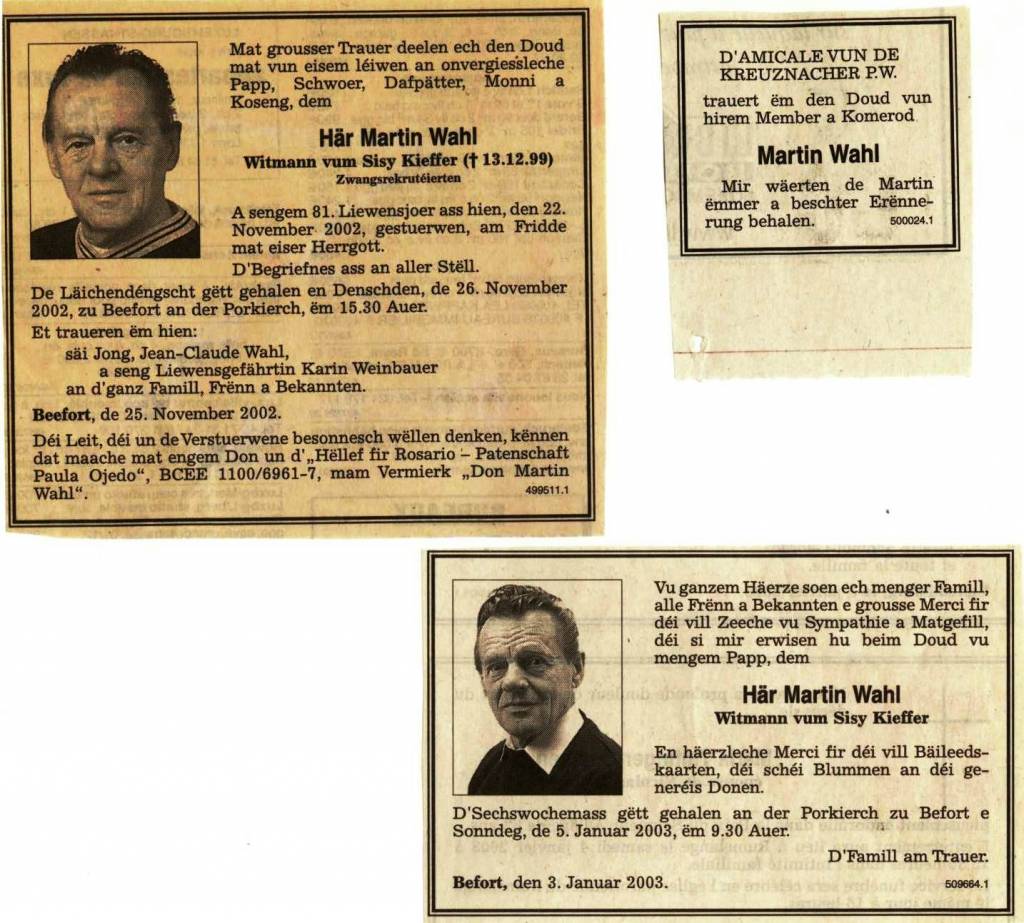 Mat grousser Trauer deelen ech den Doud
mat vun eisem léiwen an onvergiessleche
Papp, Schwoer, Dafpätter, Monni a
Koseng, dem
Här Martin Wahl
Witmann vum Sisy Kieffer († 13.12.99)
Zwangsrekrutéierten
A sengem 81. Liewensjoer ass hien, den 22.
November 2002, gestuerwen, am Fridde
mat eiser Herrgott.
D'Begriefnes ass an aller Stëll.
De Läichendéngscht gëtt gehalen en Denschden, de 26. November
2002, zu Beefort an der Porkierch, ëm 15.30 Auer.
Et traueren ëm hien:
säi Jong, Jean-Claude Wahl,
a seng Liewensgefährtin Karin Weinbauer
an d'ganz Famill, Frënn a Bekannten.
Beefort, de 25. November 2002.
Déi Leit, déi un de Verstuerwene besonnesch wëllen denken, kënnen
dat maache mat engem Don un d'„Hëllef fir Rosario – Patenschaft
Paula Ojedo“, BCEE 1100/6961-7, mam Vermierk „Don Martin
Wahl“. 499511.1
D'AMICALE VUN DE
KREUZNACHER P.W.
trauert ëm den Doud vun
hirem Member a Komerod
Martin Wahl
Mir wäerten de Martin
ëmmer a beschter Erënne-
rung behalen. 500024.1
Vu ganzem Häerze soen ech menger Famill,
alle Frënn a Bekannten e grousse Merci fir
déi vill Zeeche vu Sympathie a Matgefill,
déi si mir erwisen hu beim Doud vu
mengem Papp, dem
Här Martin Wahl
Witmann vum Sisy Kieffer
En häerzleche Merci fir déi vill Bäileeds-
kaarten, déi schéi Blummen an déi ge-
neréis Donen.
D'Sechswochemass gëtt gehalen an der Porkierch zu Befort e
Sonndeg, de 5. Januar 2003, ëm 9.30 Auer.
D'Famill am Trauer.
Befort, den 3. Januar 2003. 509664.1